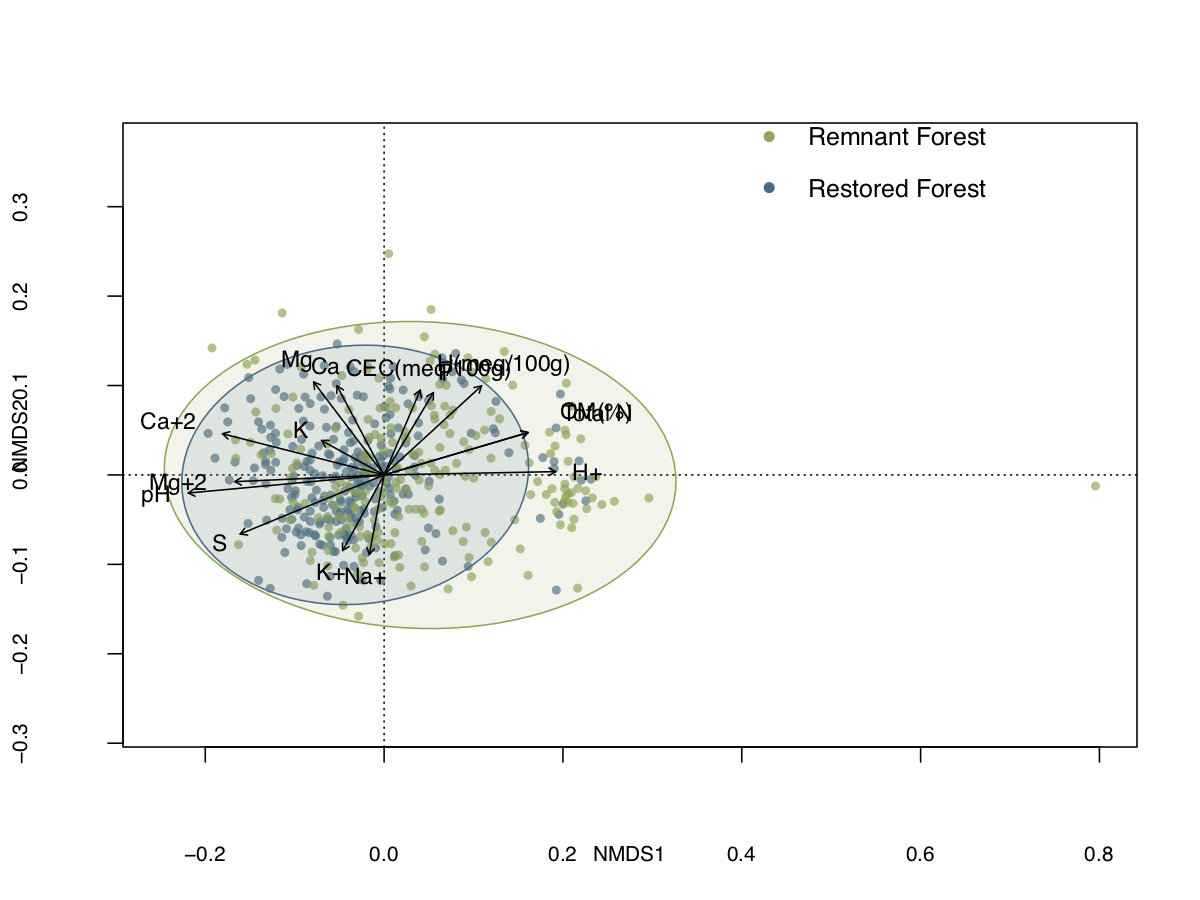 Remnant Forest
Restored Forest
0.3
0.2
0.1
0.0
−0.1
−0.2
−0.3
NMDS2
Mg
Ca
CEC(meq/100g)
H(meq/100g)
P
Ca+2
K
OM(%)
Total N
H+
Mg+2
pH
S
K+
Na+
−0.2
0.0
0.2
NMDS1
0.4
0.6
0.8